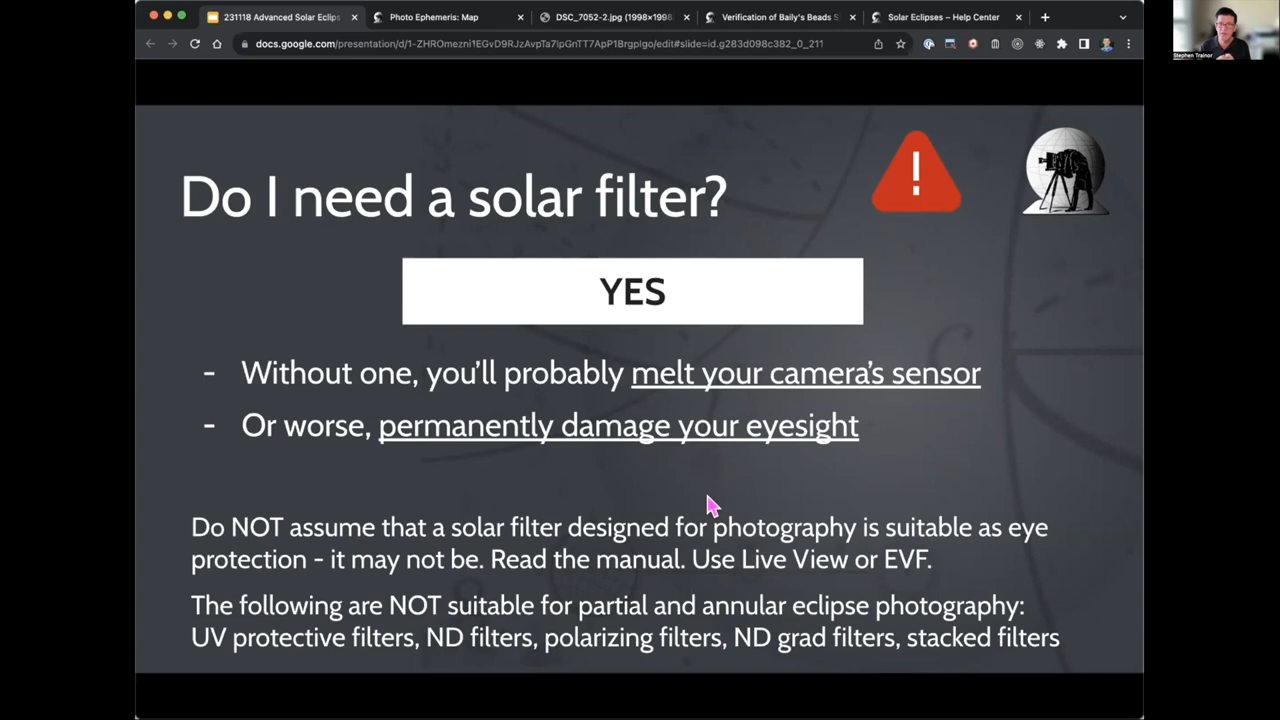 231118 Advanced Solar Eclips
Photo Ephemeris: Map
DSC_7052-2.jpg (1998×1998
Verification of Baily's Beads S
Solar Eclipses – Help Center
docs.google.com/presentation/d/1-ZHROmezni1EGvD9RJzAvpTa7lpGnTT7ApP1Brgplgo/edit#slide=id.g283d098c382_0_211
Stephen Trainor
!
Do I need a solar filter?
YES
- Without one, you'll probably melt your camera's sensor
- Or worse, permanently damage your eyesight
Do NOT assume that a solar filter designed for photography is suitable as eye
protection - it may not be. Read the manual. Use Live View or EVF.
The following are NOT suitable for partial and annular eclipse photography:
UV protective filters, ND filters, polarizing filters, ND grad filters, stacked filters